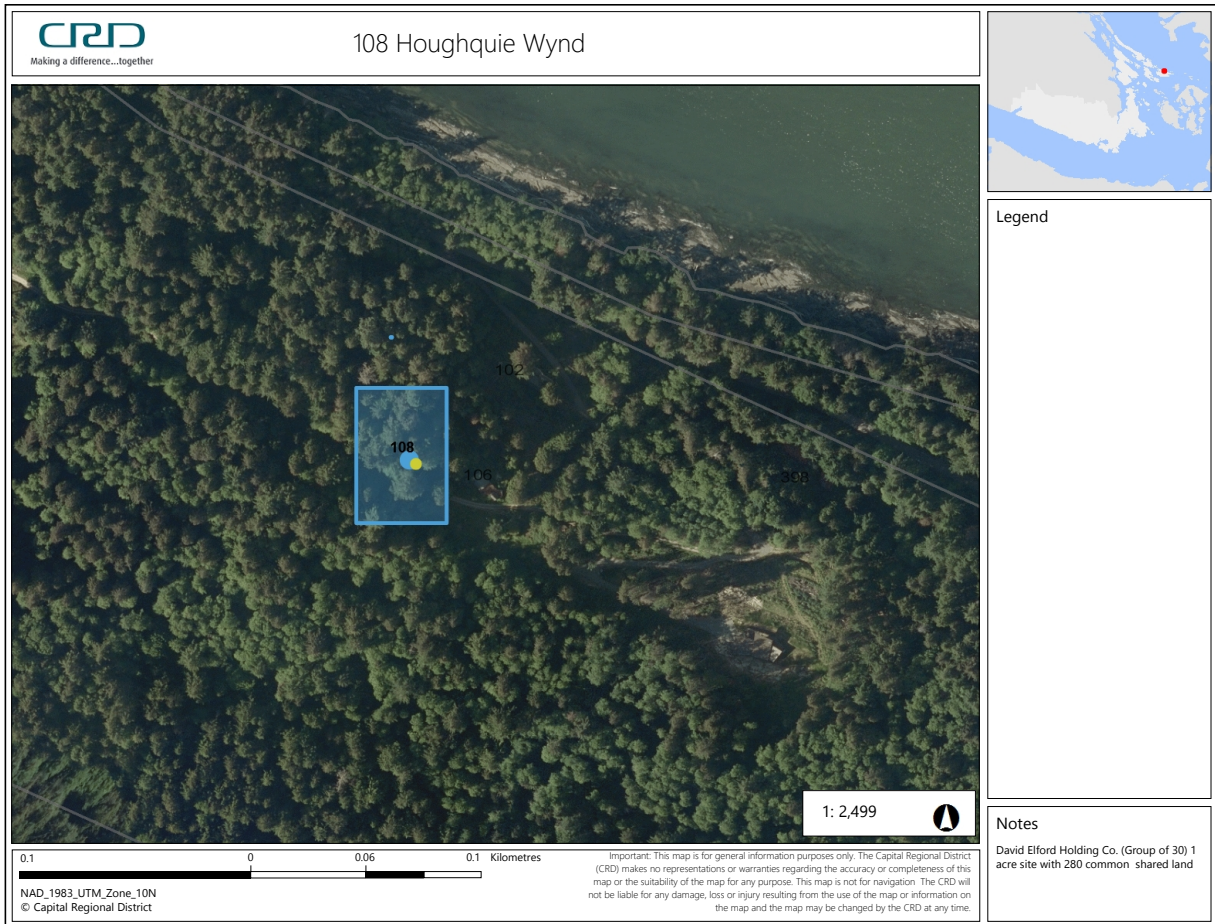 CRD
Making a difference...together
108 Houghquie Wynd
102
108
106
398
1: 2,499
Legend
Notes
David Elford Holding Co. (Group of 30) 1
acre site with 280 common  shared land
0.1 0 0.06 0.1 Kilometres
NAD_1983_UTM_Zone_10N
© Capital Regional District
Important: This map is for general information purposes only. The Capital Regional District
(CRD) makes no representations or warranties regarding the accuracy or completeness of this
map or the suitability of the map for any purpose. This map is not for navigation  The CRD will
not be liable for any damage, loss or injury resulting from the use of the map or information on
the map and the map may be changed by the CRD at any time.